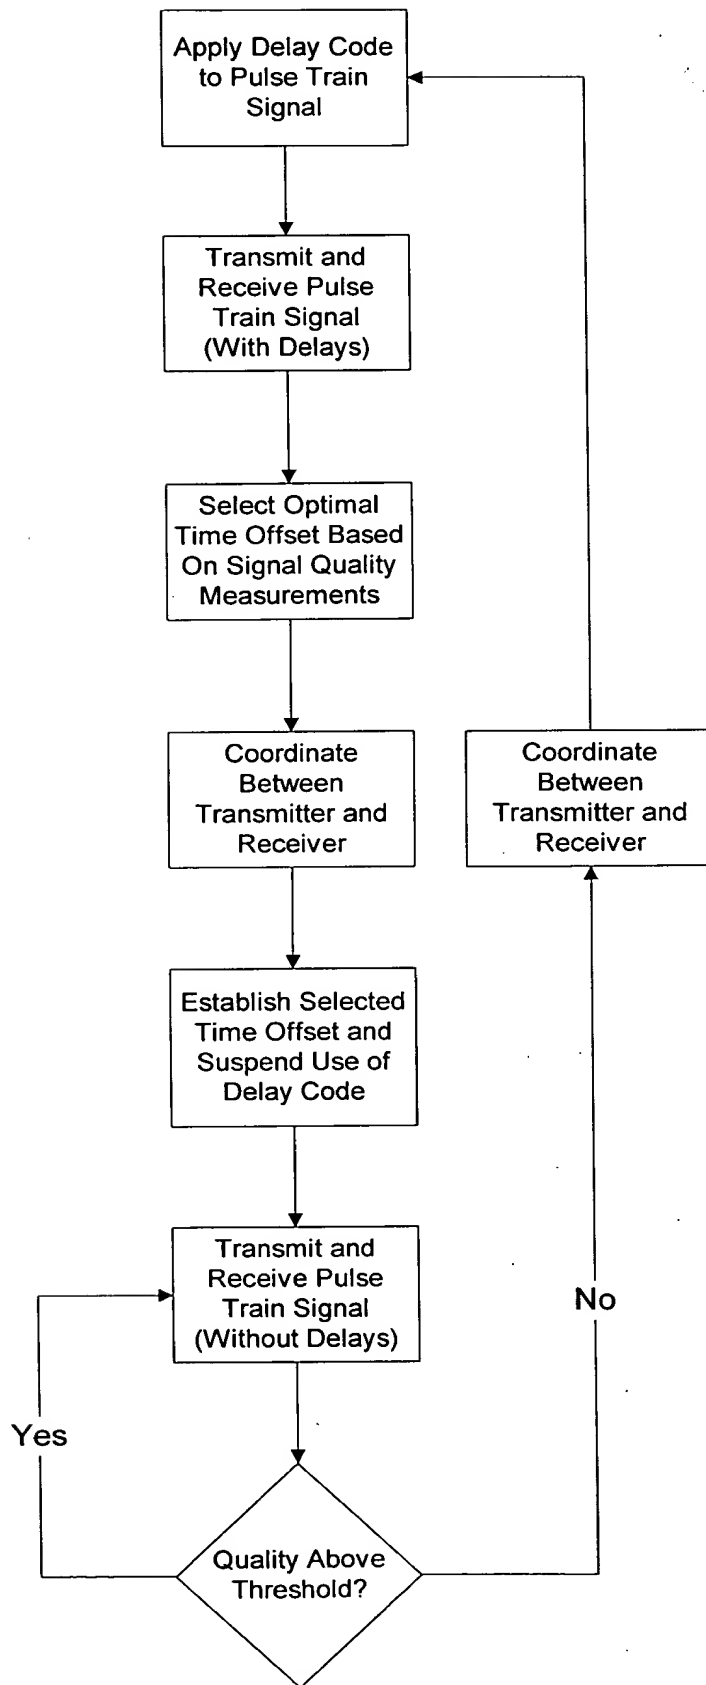 Apply Delay Code
to Pulse Train
Signal
Transmit and
Receive Pulse
Train Signal
(With Delays)
Select Optimal
Time Offset Based
On Signal Quality
Measurements
Coordinate
Between
Transmitter and
Receiver
Coordinate
Between
Transmitter and
Receiver
Establish Selected
Time Offset and
Suspend Use of
Delay Code
Transmit and
Receive Pulse
Train Signal
(Without Delays)
No
Yes
Quality Above
Threshold?